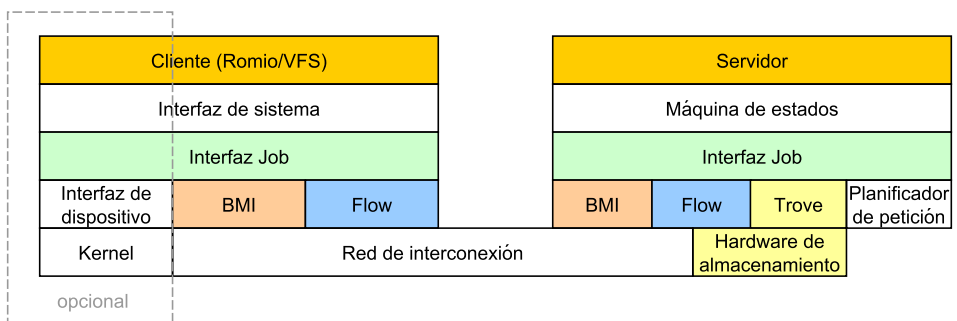 Cliente (Romio/VFS)
Servidor
Interfaz de sistema
Máquina de estados
Interfaz Job
Interfaz Job
Interfaz de
dispositivo
BMI
Flow
BMI
Flow
Trove
Planificador
de petición
Kernel
Red de interconexión
Hardware de
almacenamiento
opcional